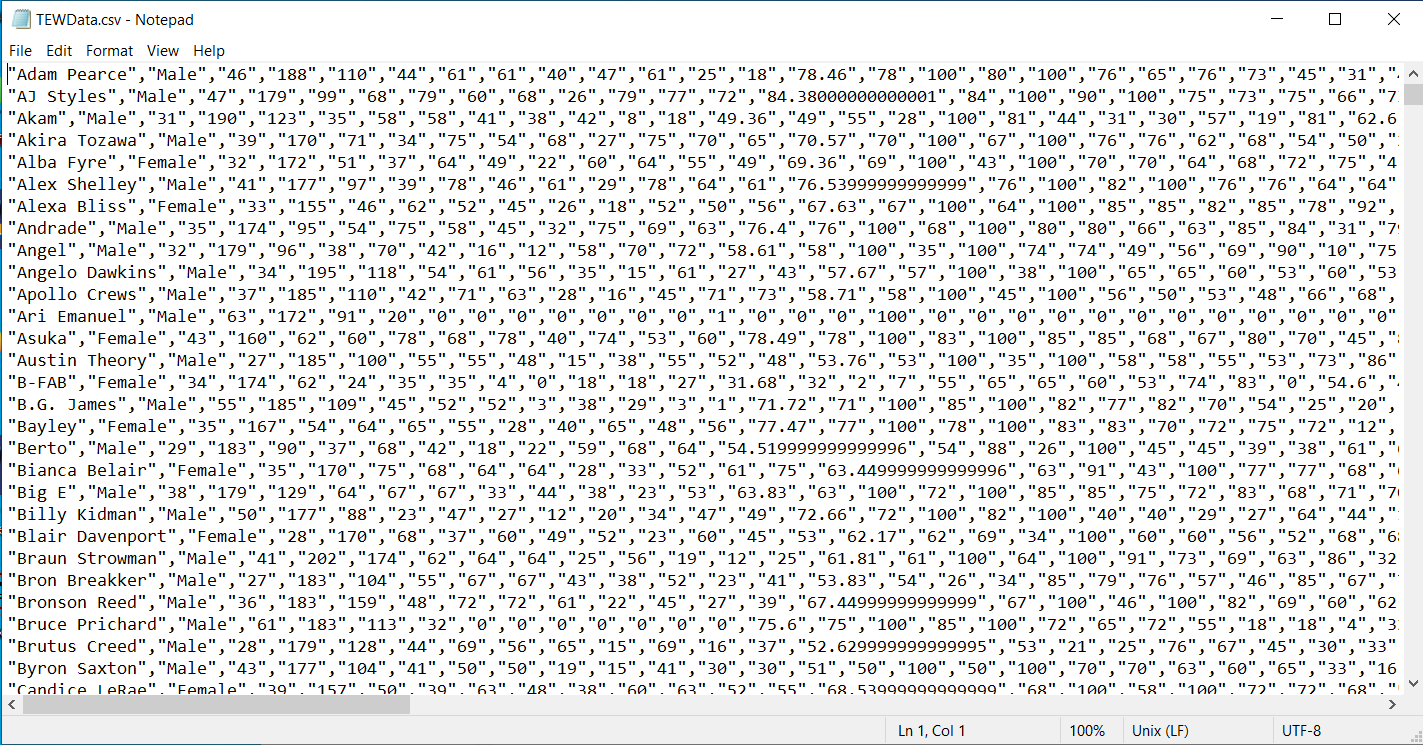 TEWData.csv - Notepad
File Edit Format View Help
"Adam Pearce","Male","46","188","110","44","61","61","40","47","61","25","18","78.46","78","100","80","100","76","65","76","73","45","31","
"AJ Styles","Male","47","179","99","68","79","60","68","26","79","77","72","84.38000000000001","84","100","90","100","75","73","75","66","7
"Akam","Male","31","190","123","35","58","58","41","38","42","8","18","49.36","49","55","28","100","81","44","31","30","57","19","81","62.6
"Akira Tozawa","Male","39","170","71","34","75","54","68","27","75","70","65","70.57","70","100","67","100","76","76","62","68","54","50","
"Alba Fyre","Female","32","172","51","37","64","49","22","60","64","55","49","69.36","69","100","43","100","70","70","64","68","72","75","4
"Alex Shelley","Male","41","177","97","39","78","46","61","29","78","64","61","76.53999999999999","76","100","82","100","76","76","64","64"
"Alexa Bliss","Female","33","155","46","62","52","45","26","18","52","50","56","67.63","67","100","64","100","85","85","82","85","78","92",
"Andrade","Male","35","174","95","54","75","58","45","32","75","69","63","76.4","76","100","68","100","80","80","66","63","85","84","31","79
"Angel","Male","32","179","96","38","70","42","16","12","58","70","72","58.61","58","100","35","100","74","74","49","56","69","90","10","75
"Angelo Dawkins","Male","34","195","118","54","61","56","35","15","61","27","43","57.67","57","100","38","100","65","65","60","53","60","53
"Apollo Crews","Male","37","185","110","42","71","63","28","16","45","71","73","58.71","58","100","45","100","56","50","53","48","66","68",
"Ari Emanuel","Male","63","172","91","20","0","0","0","0","0","0","0","1","0","0","0","100","0","0","0","0","0","0","0","0","0","0","0","0"
"Asuka","Female","43","160","62","60","78","68","78","40","74","53","60","78.49","78","100","83","100","85","85","68","67","80","70","45","
"Austin Theory","Male","27","185","100","55","55","48","15","38","55","52","48","53.76","53","100","35","100","58","58","55","53","73","86"
"B-FAB","Female","34","174","62","24","35","35","4","0","18","18","27","31.68","32","2","7","55","65","65","60","53","74","83","0","54.6","
"B.G. James","Male","55","185","109","45","52","52","3","38","29","3","1","71.72","71","100","85","100","82","77","82","70","54","25","20",
"Bayley","Female","35","167","54","64","65","55","28","40","65","48","56","77.47","77","100","78","100","83","83","70","72","75","72","12",
"Berto","Male","29","183","90","37","68","42","18","22","59","68","64","54.519999999999996","54","88","26","100","45","45","39","38","61","
"Bianca Belair","Female","35","170","75","68","64","64","28","33","52","61","75","63.449999999999996","63","91","43","100","77","77","68","
"Big E","Male","38","179","129","64","67","67","33","44","38","23","53","63.83","63","100","72","100","85","85","75","72","83","68","71","7
"Billy Kidman","Male","50","177","88","23","47","27","12","20","34","47","49","72.66","72","100","82","100","40","40","29","27","64","44","
"Blair Davenport","Female","28","170","68","37","60","49","52","23","60","45","53","62.17","62","69","34","100","60","60","56","52","68","68
"Braun Strowman","Male","41","202","174","62","64","64","25","56","19","12","25","61.81","61","100","64","100","91","73","69","63","86","32
"Bron Breakker","Male","27","183","104","55","67","67","43","38","52","23","41","53.83","54","26","34","85","79","76","57","46","85","67","
"Bronson Reed","Male","36","183","159","48","72","72","61","22","45","27","39","67.44999999999999","67","100","46","100","82","69","60","62
"Bruce Prichard","Male","61","183","113","32","0","0","0","0","0","0","0","75.6","75","100","85","100","72","65","72","55","18","18","4","3
"Brutus Creed","Male","28","179","128","44","69","56","65","15","69","16","37","52.629999999999995","53","21","25","76","67","45","30","33"
"Byron Saxton","Male","43","177","104","41","50","50","19","15","41","30","30","51","50","100","50","100","70","70","63","60","65","33","16
"Candice LeRae","Female","39","157","50","39","63","48","38","60","63","52","55","68.53999999999999","68","100","58","100","72","72","68","
Ln 1, Col 1 100% Unix (LF) UTF-8